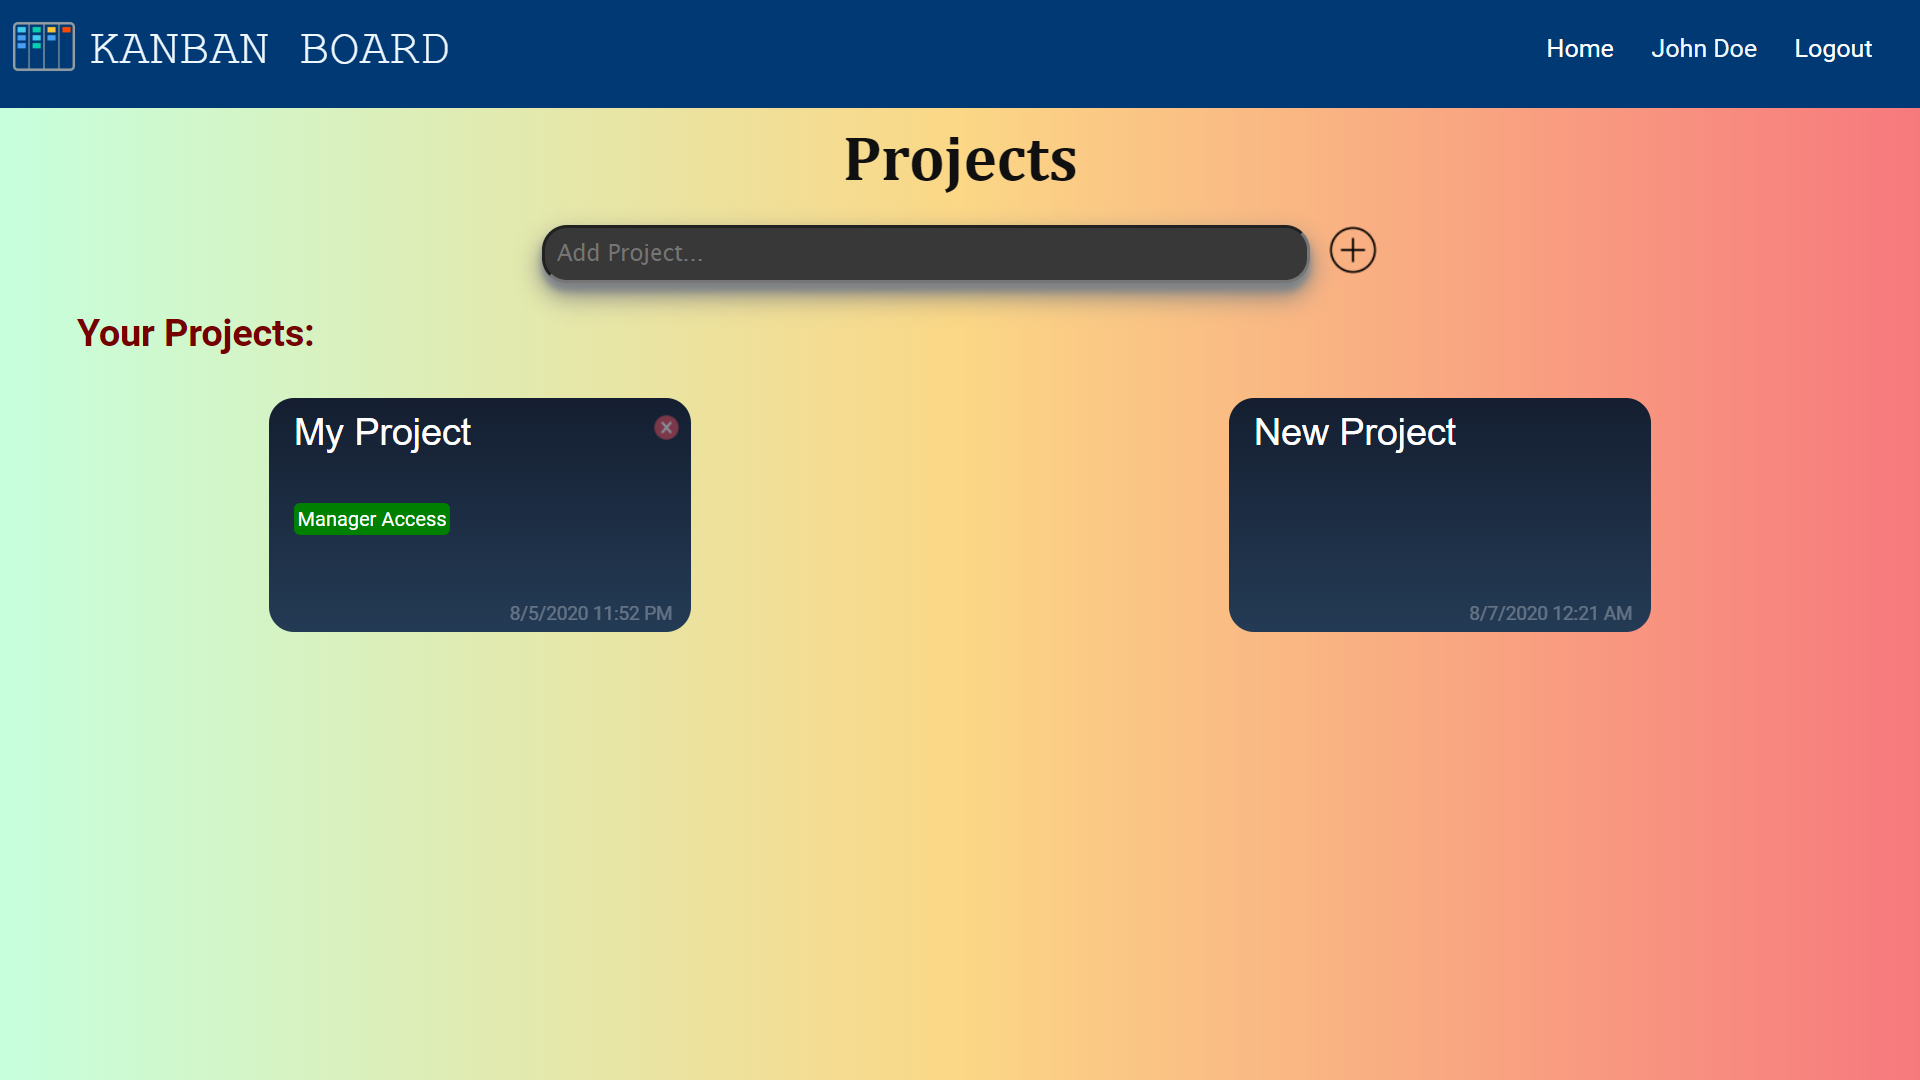 KANBAN BOARD
Home John Doe Logout
Projects
Add Project...
Your Projects:
My Project
Manager Access
8/5/2020 11:52 PM
New Project
8/7/2020 12:21 AM